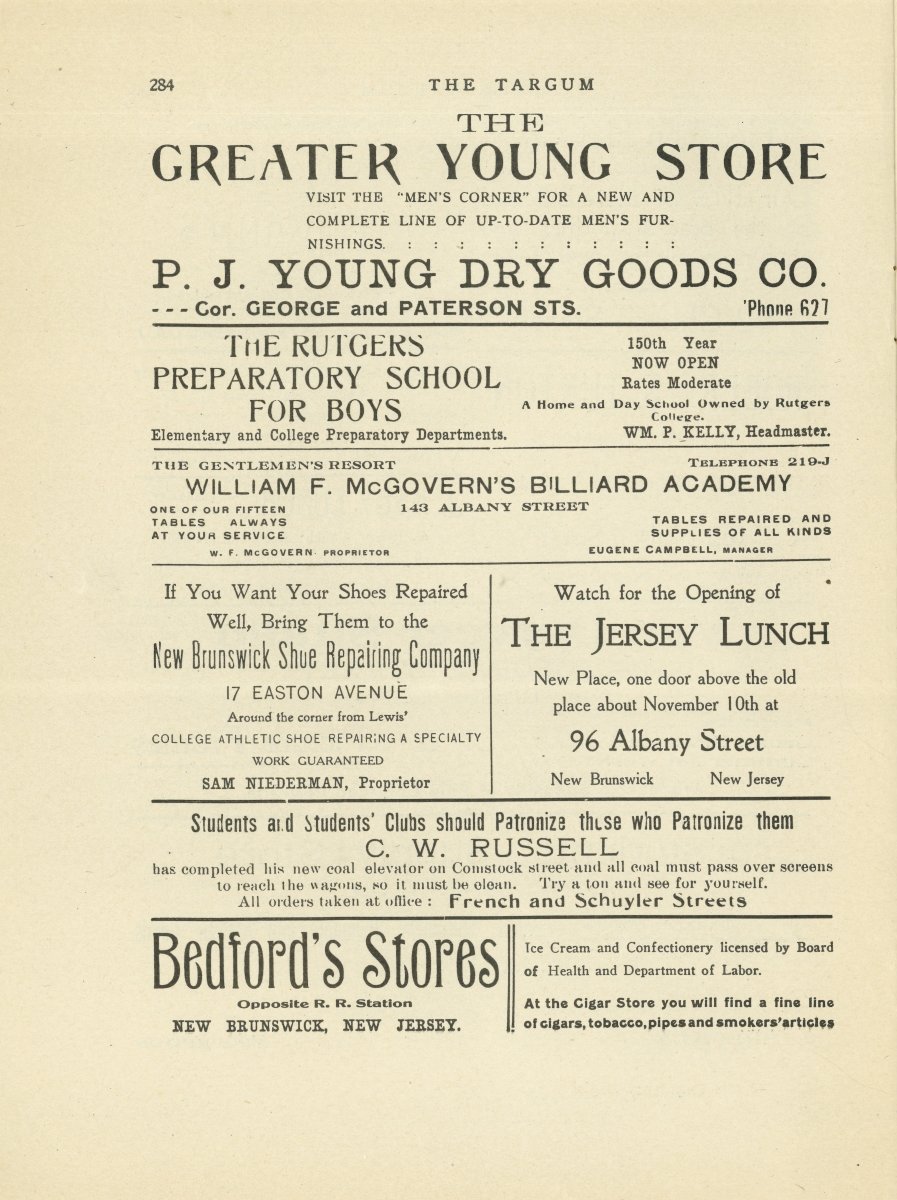 284
THE TARGUM
THE
GREATER YOUNG STORE
VISIT THE "MEN'S CORNER" FOR A NEW AND
COMPLETE LINE OF UP-TO-DATE MEN'S FUR-
NISHINGS. : : : : : : : : : : :
P. J. YOUNG DRY GOODS CO.
--- Cor. GEORGE and PATERSON STS. 'Phone 627
THE RUTGERS
PREPARATORY SCHOOL
FOR BOYS
Elementary and College Preparatory Departments.
150th Year
NOW OPEN
Rates Moderate
A Home and Day School Owned by Rutgers
College.
WM. P. KELLY, Headmaster.
THE GENTLEMEN'S RESORT TELEPHONE 219-J
WILLIAM F. McGOVERN'S BILLIARD ACADEMY
143 ALBANY STREET
ONE OF OUR FIFTEEN
TABLES ALWAYS
AT YOUR SERVICE
W. F. McGOVERN PROPRIETOR
TABLES REPAIRED AND
SUPPLIES OF ALL KINDS
EUGENE CAMPBELL, MANAGER
If You Want Your Shoes Repaired
Well, Bring Them to the
New Brunswick Shoe Repairing Company
17 EASTON AVENUE
Around the corner from Lewis'
COLLEGE ATHLETIC SHOE REPAIRING A SPECIALTY
WORK GUARANTEED
SAM NIEDERMAN, Proprietor
Watch for the Opening of
THE JERSEY LUNCH
New Place, one door above the old
place about November 10th at
96 Albany Street
New Brunswick New Jersey
Students and Students' Clubs should Patronize those who Patronize them
C. W. RUSSELL
has completed his new coal elevator on Comstock street and all coal must pass over screens
to reach the wagons, so it must be clean. Try a ton and see for yourself.
All orders taken at office: French and Schuyler Streets
Bedford's Stores
Opposite R. R. Station
NEW BRUNSWICK, NEW JERSEY.
Ice Cream and Confectionery licensed by Board
of Health and Department of Labor.
At the Cigar Store you will find a fine line
of cigars, tobacco, pipes and smokers' articles